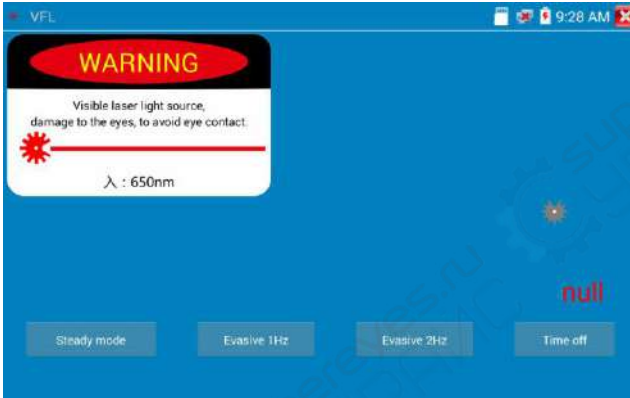 VFL
9:28 AM
WARNING
Visible laser light source,
damage to the eyes, to avoid eye contact.
入 : 650nm
null
Steady mode
Evasive 1Hz
Evasive 2Hz
Time off